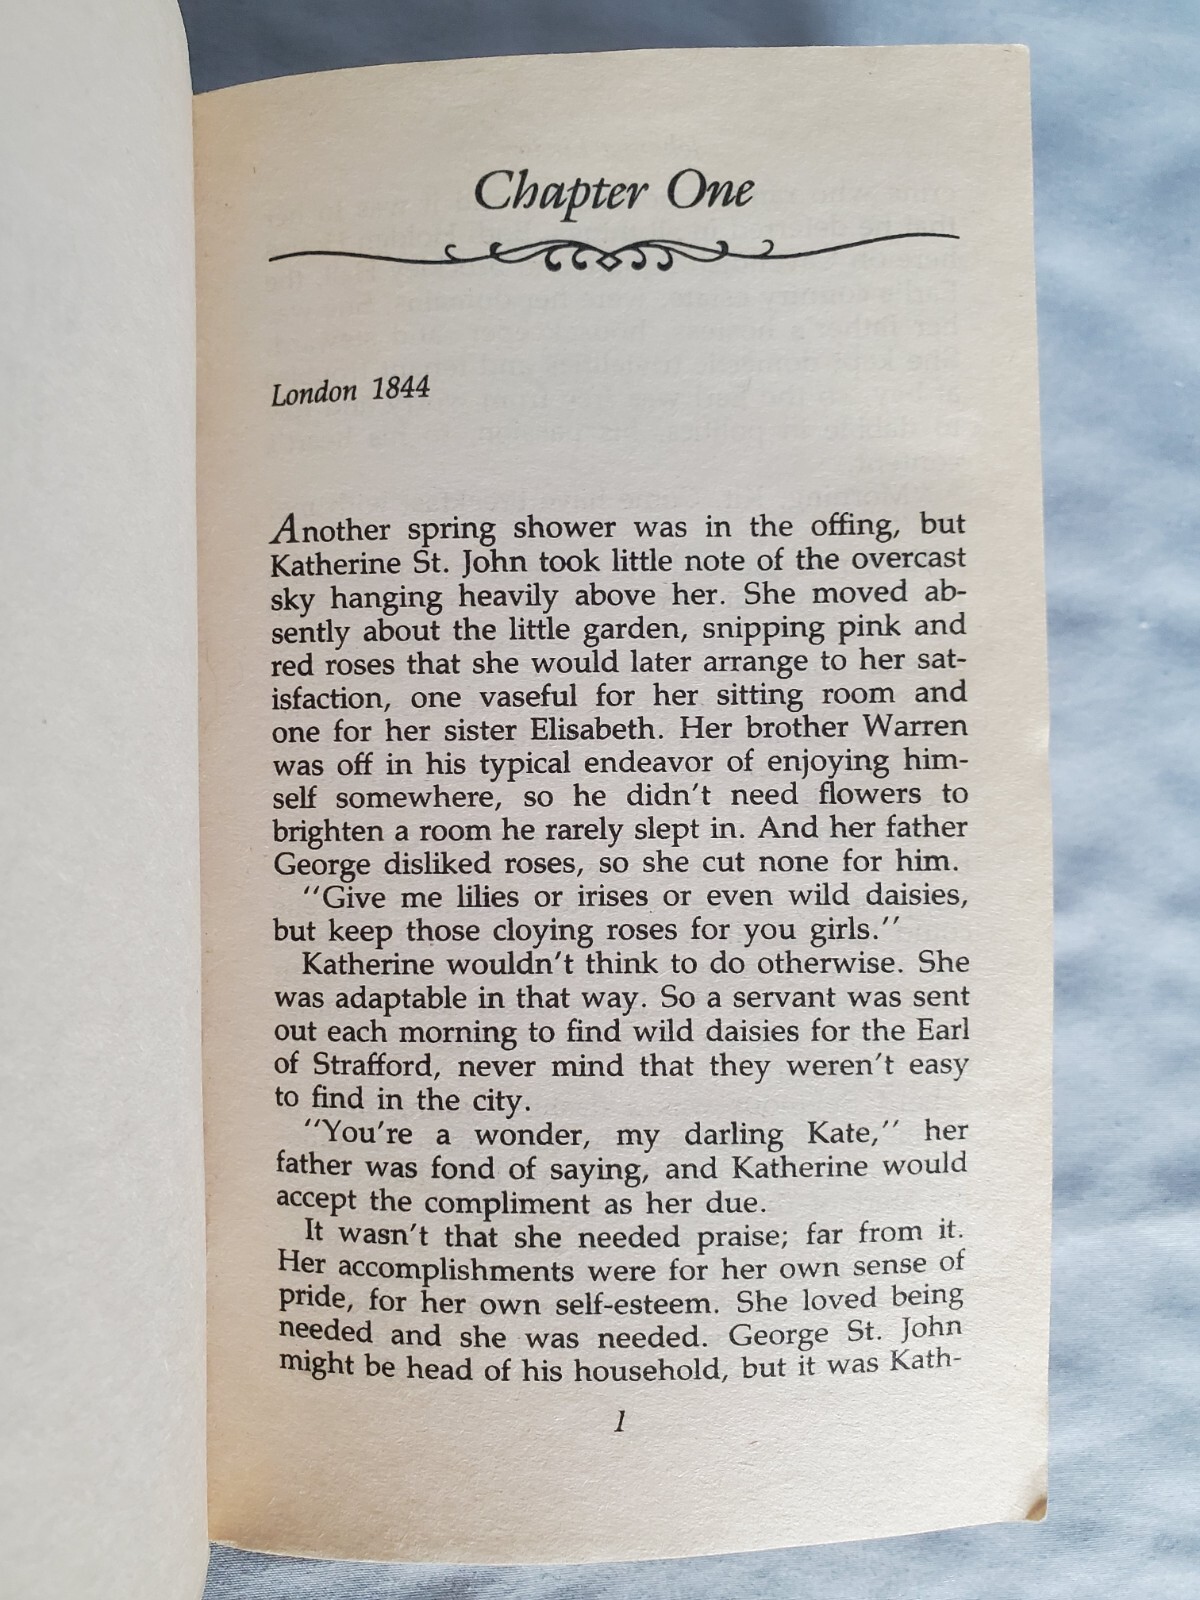 Chapter One
London 1844
Another spring shower was in the offing, but
Katherine St. John took little note of the overcast
sky hanging heavily above her. She moved ab-
sently about the little garden, snipping pink and
red roses that she would later arrange to her sat-
isfaction, one vaseful for her sitting room and
one for her sister Elisabeth. Her brother Warren
was off in his typical endeavor of enjoying him-
self somewhere, so he didn't need flowers to
brighten a room he rarely slept in. And her father
George disliked roses, so she cut none for him.
"Give me lilies or irises or even wild daisies,
but keep those cloying roses for you girls."
Katherine wouldn't think to do otherwise. She
was adaptable in that way. So a servant was sent
out each morning to find wild daisies for the Earl
of Strafford, never mind that they weren't easy
to find in the city.
"You're a wonder, my darling Kate," her
father was fond of saying, and Katherine would
accept the compliment as her due.
It wasn't that she needed praise; far from it.
Her accomplishments were for her own sense of
pride, for her own self-esteem. She loved being
needed and she was needed. George St. John
might be head of his household, but it was Kath-
1